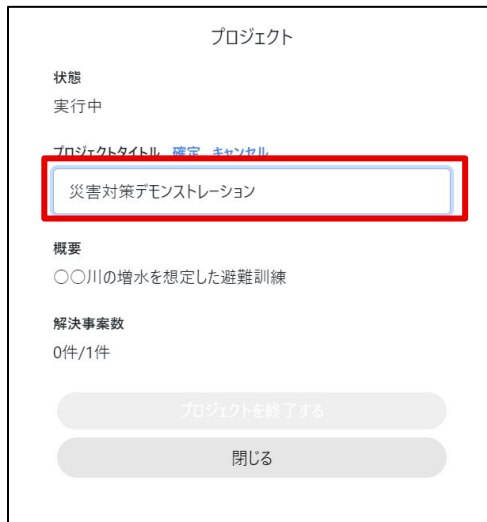 プロジェクト
状態
実行中
プロジェクトタイトル 確定 キャンセル
災害対策デモンストレーション
概要
○○川の増水を想定した避難訓練
解決事案数
0件/1件
プロジェクトを終了する
閉じる